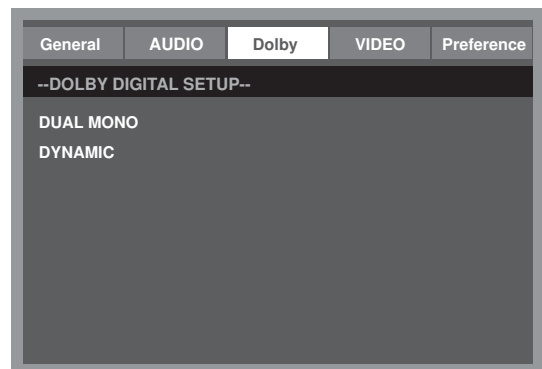 General AUDIO Dolby VIDEO Preference
--DOLBY DIGITAL SETUP--
DUAL MONO
DYNAMIC